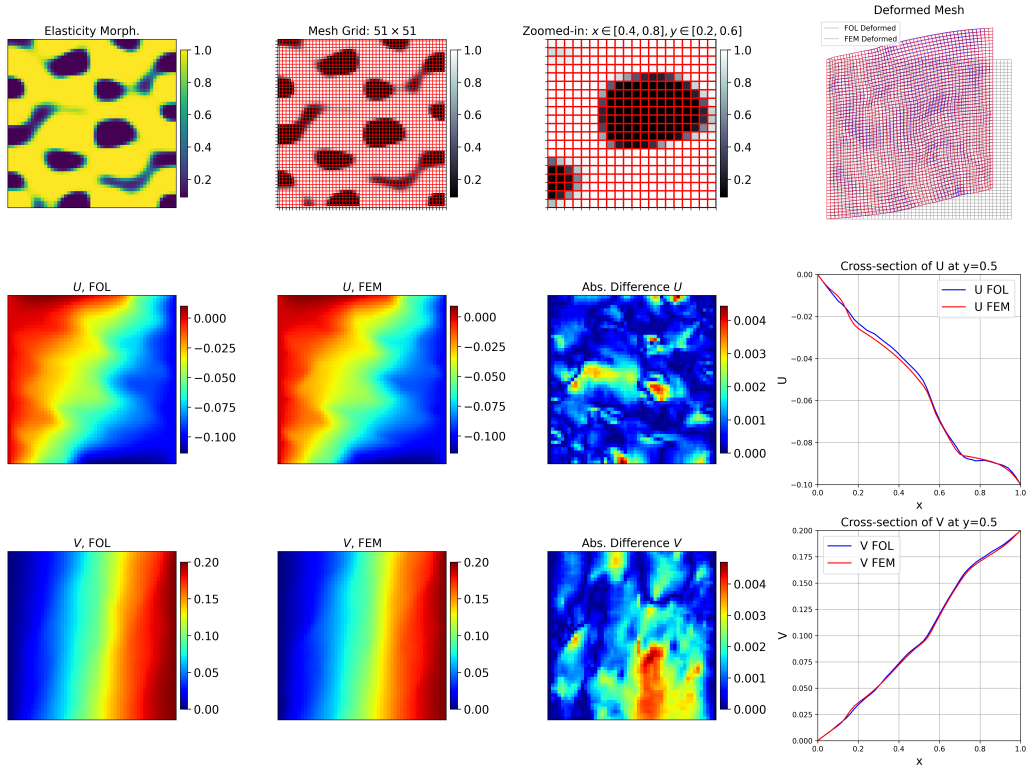 Elasticity Morph.
1.0
0.8
0.6
0.4
0.2
Mesh Grid: 51 × 51
1.0
0.8
0.6
0.4
0.2
Zoomed-in: x ∈ [0.4, 0.8], y ∈ [0.2, 0.6]
1.0
0.8
0.6
0.4
0.2
Deformed Mesh
FOL Deformed
FEM Deformed
U, FOL
0.000
−0.025
−0.050
−0.075
−0.100
U, FEM
0.000
−0.025
−0.050
−0.075
−0.100
Abs. Difference U
0.004
0.003
0.002
0.001
0.000
Cross-section of U at y=0.5
U FOL
U FEM
0.00
−0.02
−0.04
−0.06
−0.08
−0.10
U
0.0 0.2 0.4 0.6 0.8 1.0
x
V, FOL
0.20
0.15
0.10
0.05
0.00
V, FEM
0.20
0.15
0.10
0.05
0.00
Abs. Difference V
0.004
0.003
0.002
0.001
0.000
Cross-section of V at y=0.5
V FOL
V FEM
0.200
0.175
0.150
0.125
0.100
0.075
0.050
0.025
0.000
V
0.0 0.2 0.4 0.6 0.8 1.0
x